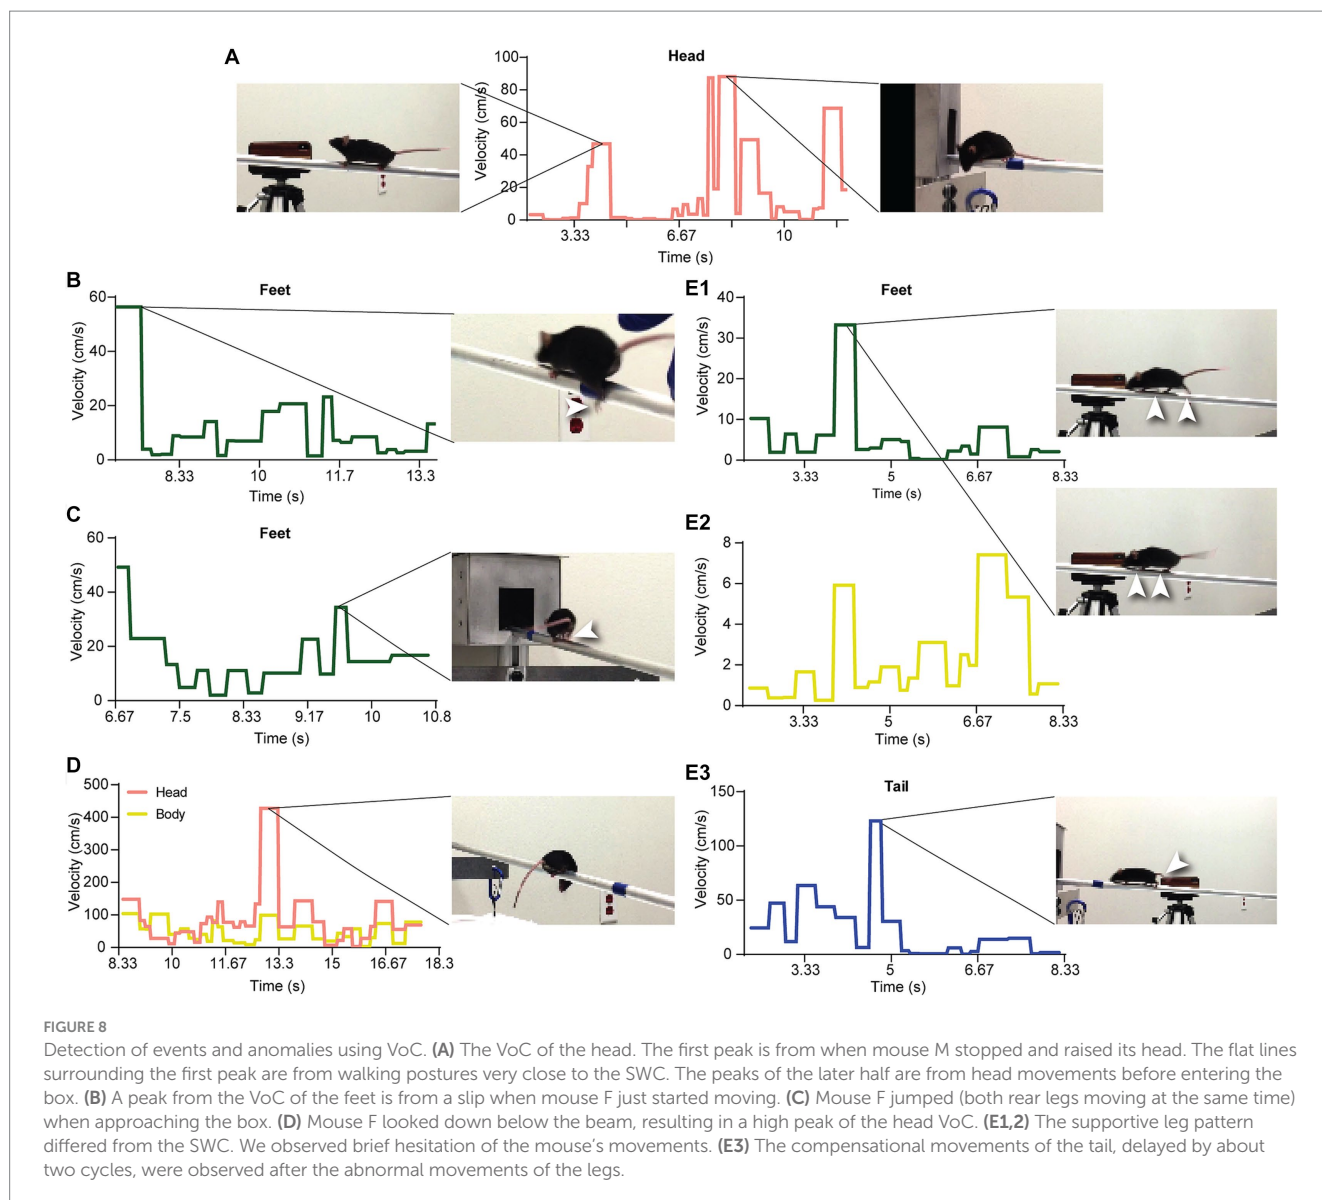 A
Head
Velocity (cm/s)
100
80
60
40
20
0
3.33
6.67
10
Time (s)
B
Feet
Velocity (cm/s)
60
40
20
0
8.33
10
11.7
13.3
Time (s)
E1
Feet
Velocity (cm/s)
40
30
20
10
0
3.33
5
6.67
8.33
Time (s)
C
Feet
Velocity (cm/s)
60
40
20
0
6.67
7.5
8.33
9.17
10
10.8
Time (s)
E2
Velocity (cm/s)
8
6
4
2
0
3.33
5
6.67
8.33
Time (s)
D
Head
Body
Velocity (cm/s)
500
400
300
200
100
0
8.33
10
11.67
13.3
15
16.67
18.3
Time (s)
E3
Tail
Velocity (cm/s)
150
100
50
0
3.33
5
6.67
8.33
Time (s)
FIGURE 8
Detection of events and anomalies using VoC. (A) The VoC of the head. The first peak is from when mouse M stopped and raised its head. The flat lines
surrounding the first peak are from walking postures very close to the SWC. The peaks of the later half are from head movements before entering the
box. (B) A peak from the VoC of the feet is from a slip when mouse F just started moving. (C) Mouse F jumped (both rear legs moving at the same time)
when approaching the box. (D) Mouse F looked down below the beam, resulting in a high peak of the head VoC. (E1,2) The supportive leg pattern
differed from the SWC. We observed brief hesitation of the mouse's movements. (E3) The compensational movements of the tail, delayed by about
two cycles, were observed after the abnormal movements of the legs.